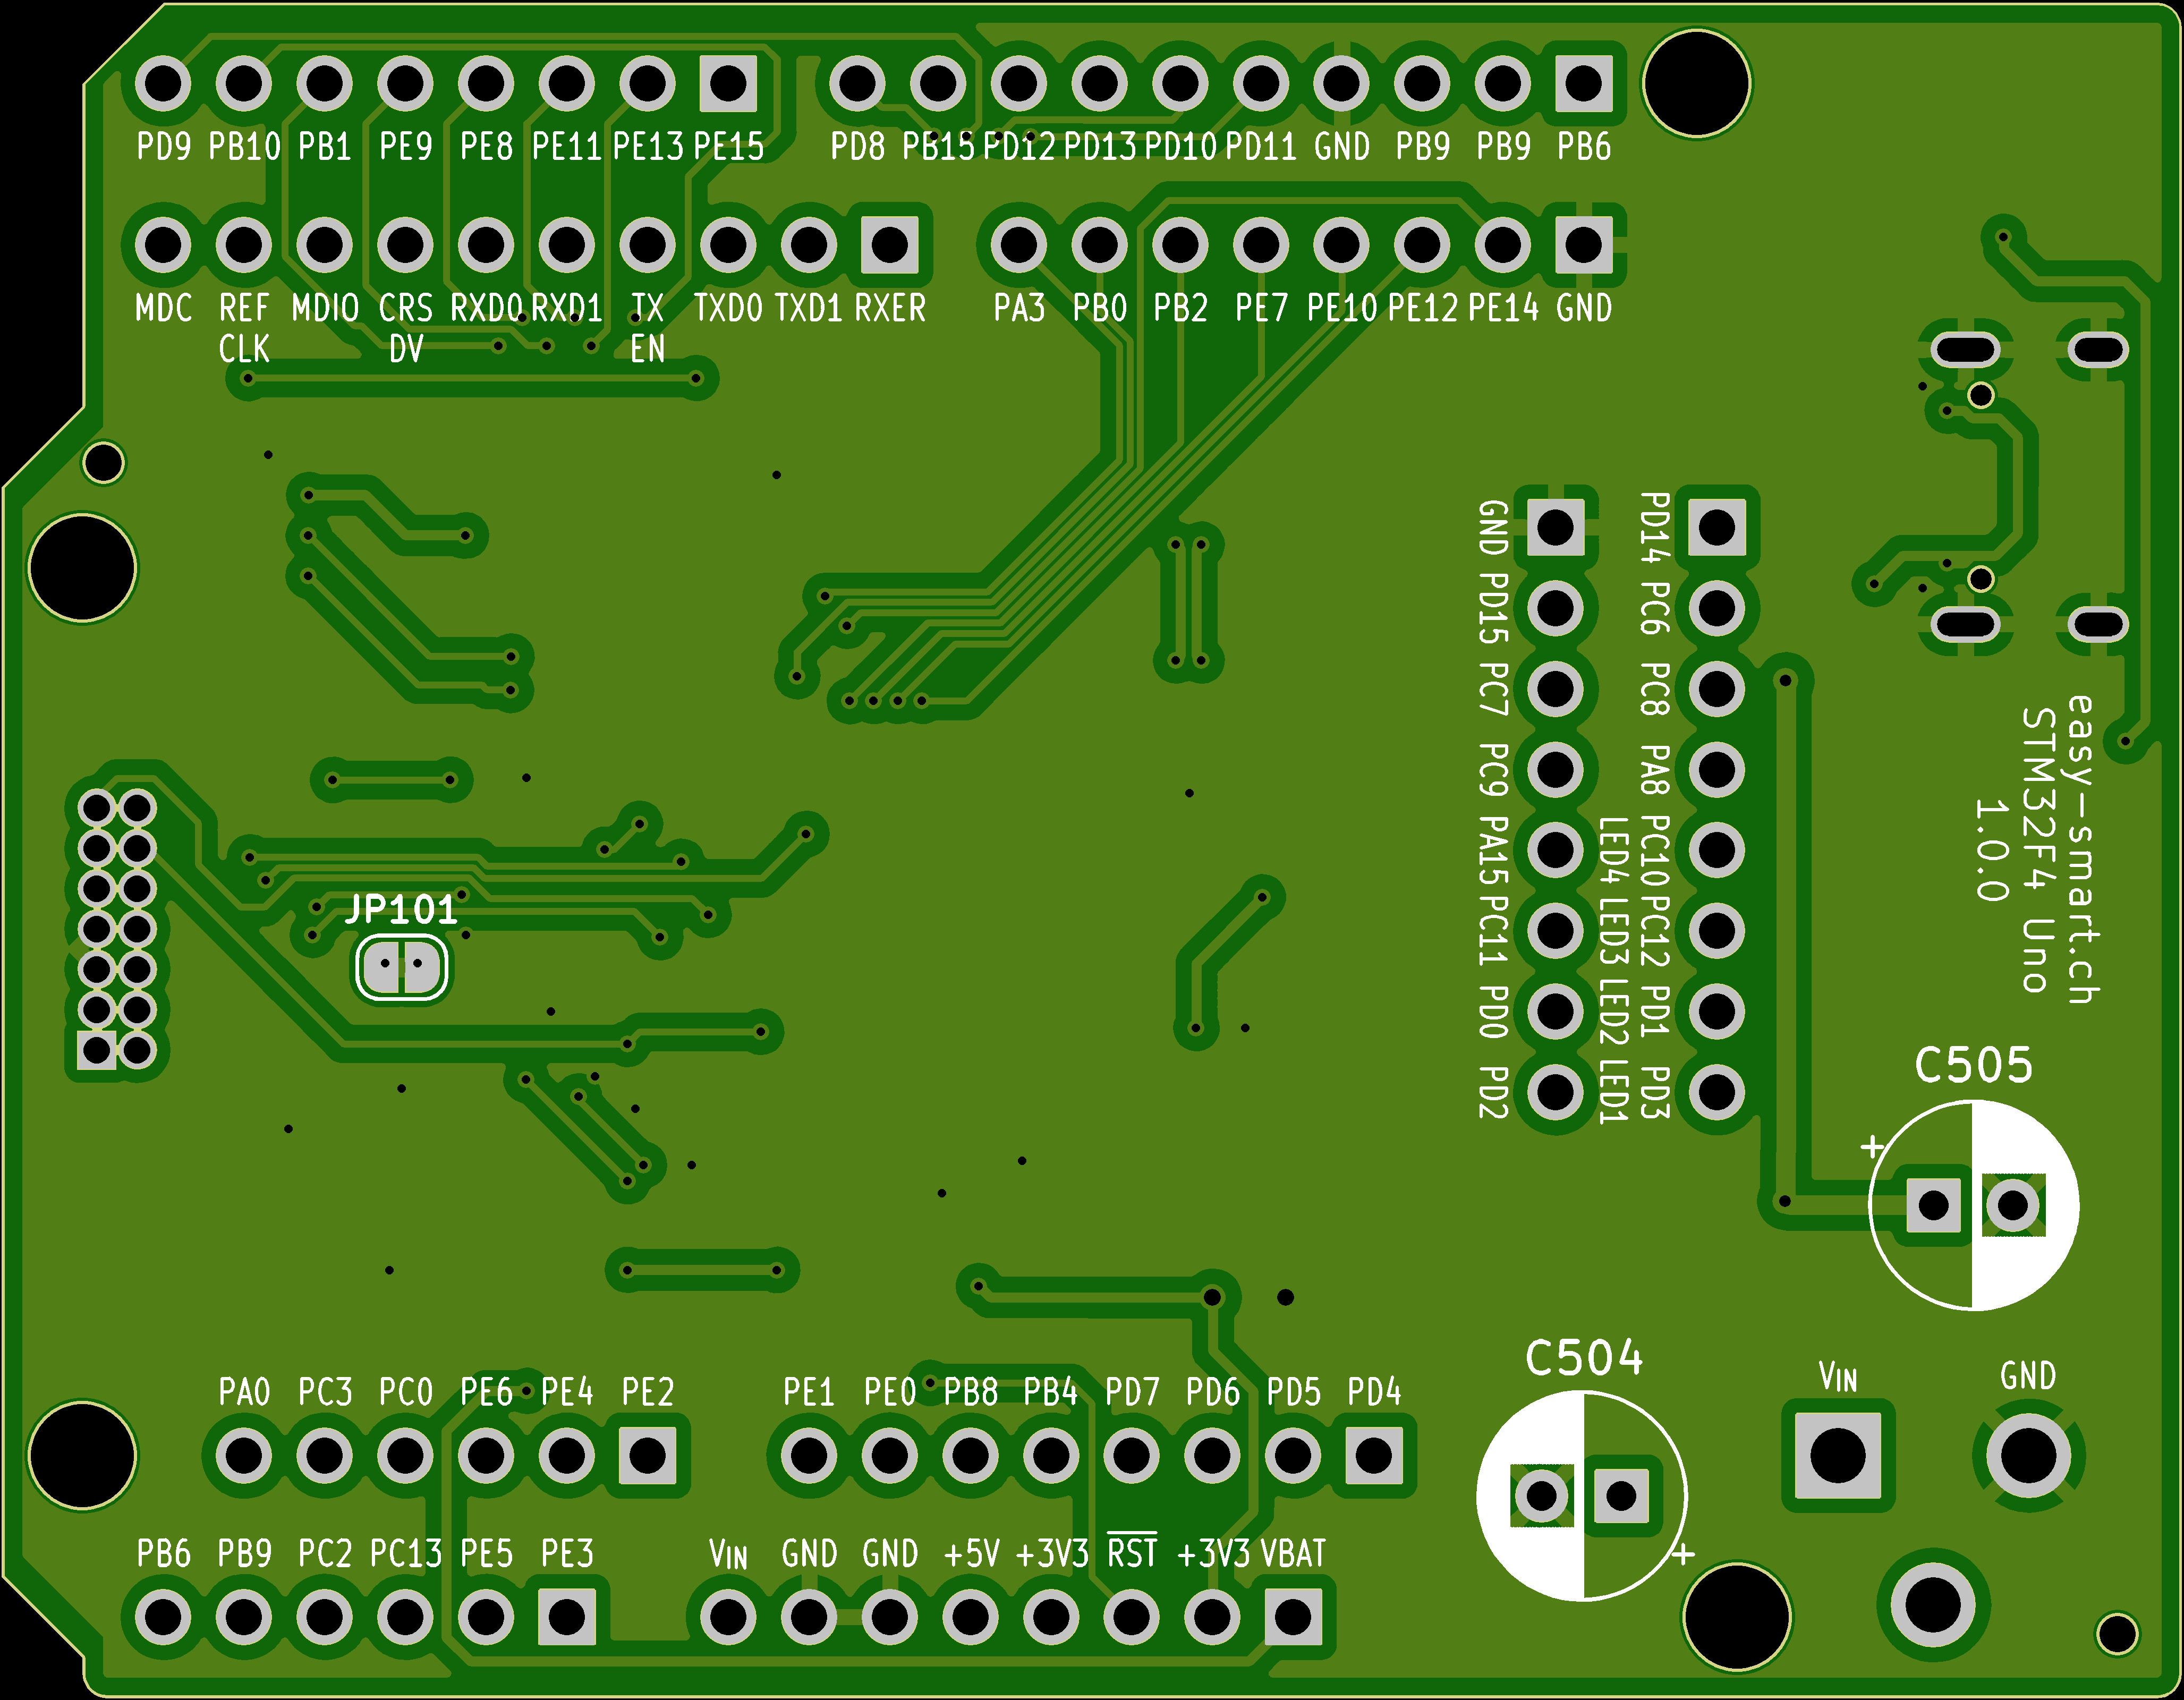 PD9 PB10 PB1 PE9 PE8 PE11 PE13 PE15 PD8 PB15 PD12 PD13 PD10 PD11 GND PB9 PB9 PB6
MDC REF MDIO CRS RXD0 RXD1 TX TXD0 TXD1 RXER PA3 PB0 PB2 PE7 PE10 PE12 PE14 GND
CLK DV EN
GND PD15 PC7 PC9 PA15 PC11 PD0 PD2
LED4 LED3 LED2 LED1
PD14 PC6 PC8 PA8 PC10 PC12 PD1 PD3
easy-smart.ch
STM32F4 Uno
1.0.0
JP101
C505
+
C504
+
VIN GND
PA0 PC3 PC0 PE6 PE4 PE2 PE1 PE0 PB8 PB4 PD7 PD6 PD5 PD4
PB6 PB9 PC2 PC13 PE5 PE3 VIN GND GND +5V +3V3 RST +3V3 VBAT